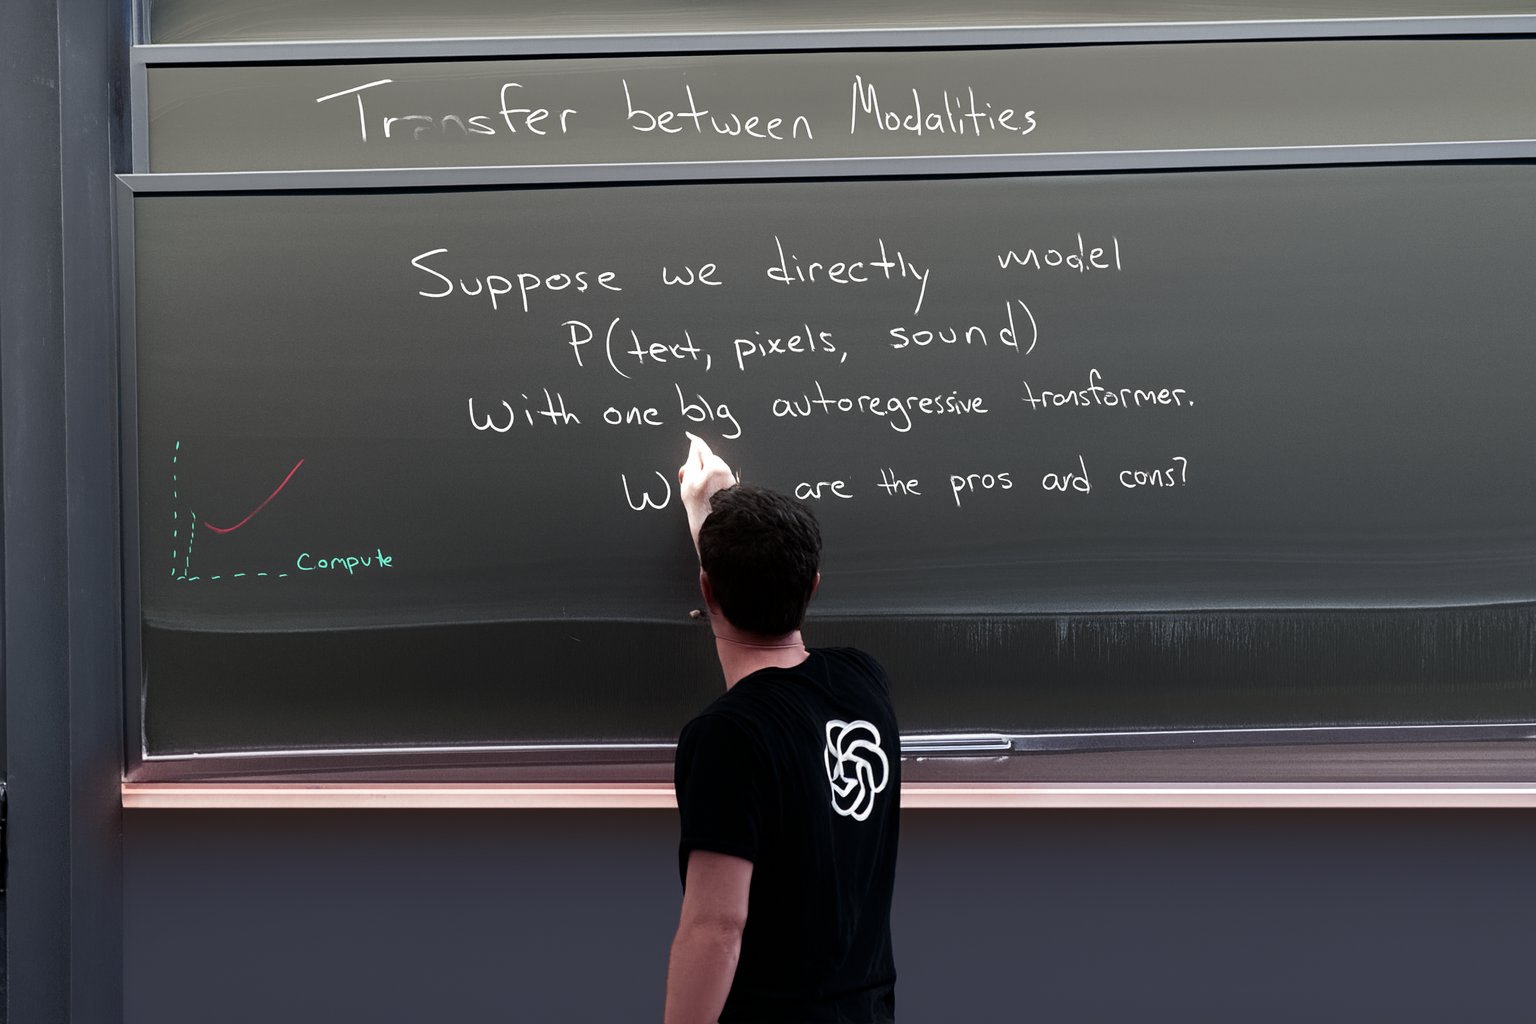 Transfer between Modalities
Suppose we directly model
P(text, pixels, sound)
With one big autoregressive transformer.
are the pros and cons?
Compute